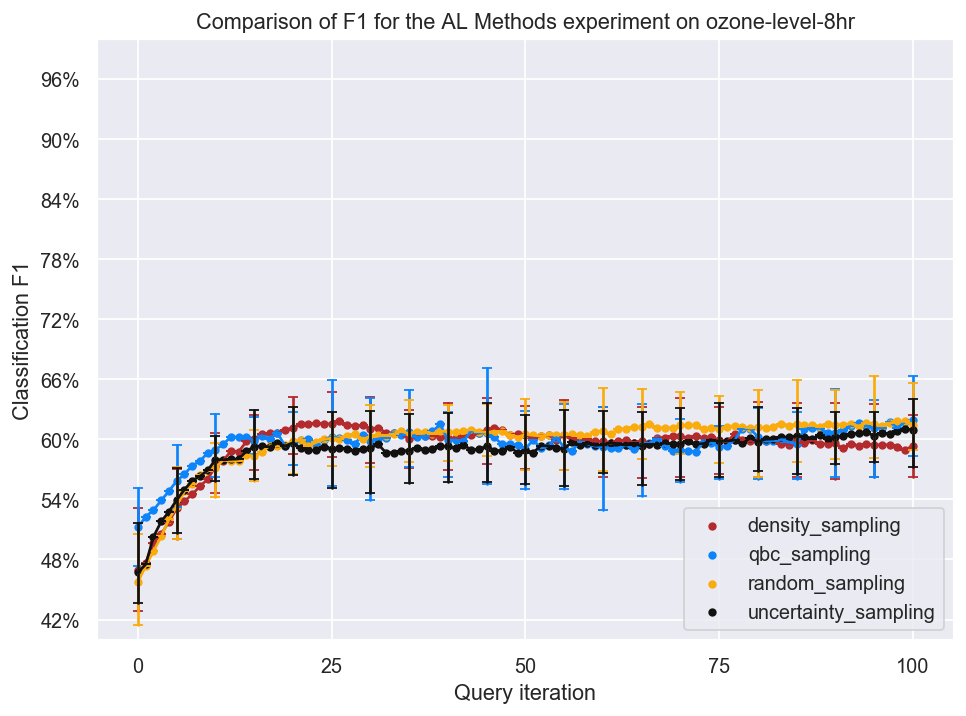 Comparison of F1 for the AL Methods experiment on ozone-level-8hr
Classification F1
96%
90%
84%
78%
72%
66%
60%
54%
48%
42%
density_sampling
qbc_sampling
random_sampling
uncertainty_sampling
0
25
50
75
100
Query iteration